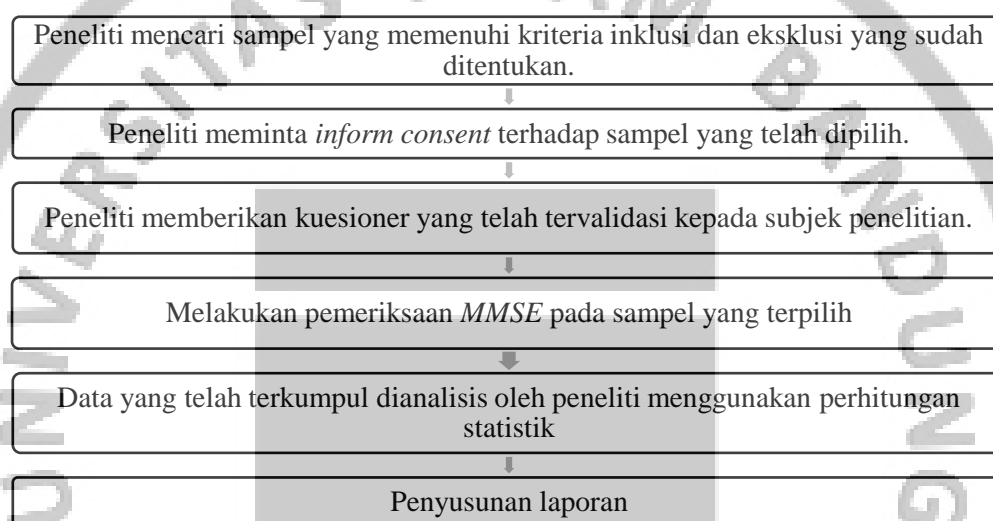 Peneliti mencari sampel yang memenuhi kriteria inklusi dan eksklusi yang sudah
ditentukan.
Peneliti meminta inform consent terhadap sampel yang telah dipilih.
Peneliti memberikan kuesioner yang telah tervalidasi kepada subjek penelitian.
Melakukan pemeriksaan MMSE pada sampel yang terpilih
Data yang telah terkumpul dianalisis oleh peneliti menggunakan perhitungan
statistik
Penyusunan laporan